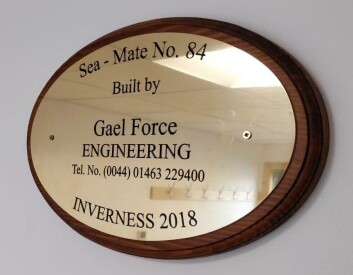 Sea - Mate No. 84
Built by
Gael Force
ENGINEERING
Tel. No. (0044) 01463 229400
INVERNESS 2018